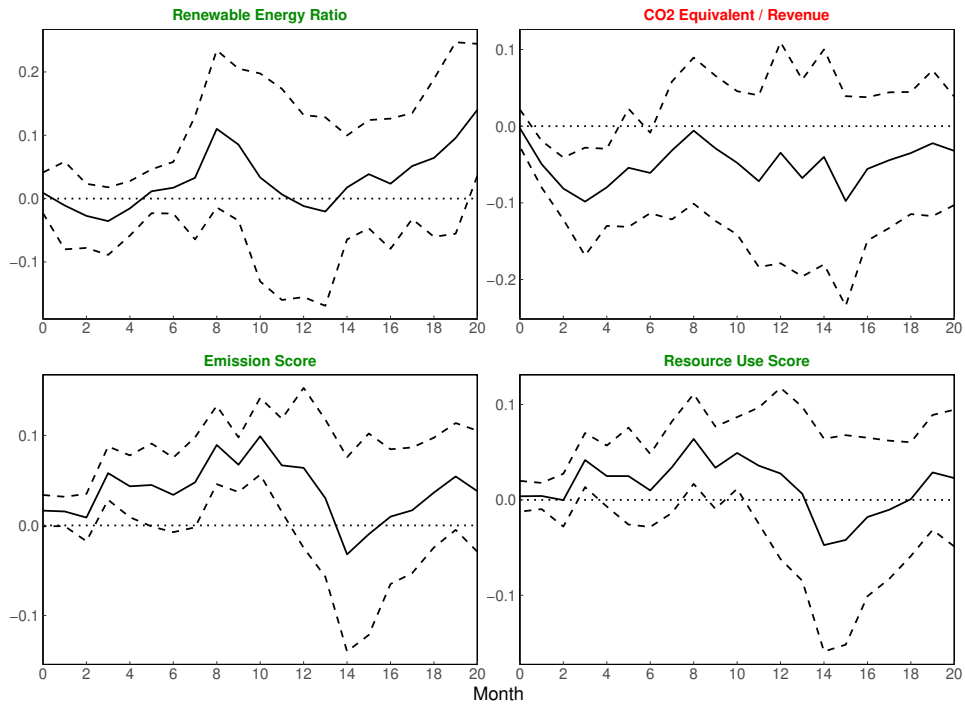 Renewable Energy Ratio
CO2 Equivalent / Revenue
0.2
0.1
0.0
−0.1
0 2 4 6 8 10 12 14 16 18 20
0.1
0.0
−0.1
−0.2
0 2 4 6 8 10 12 14 16 18 20
Emission Score
Resource Use Score
0.1
0.0
−0.1
0 2 4 6 8 10 12 14 16 18 20
0.1
0.0
−0.1
0 2 4 6 8 10 12 14 16 18 20
Month